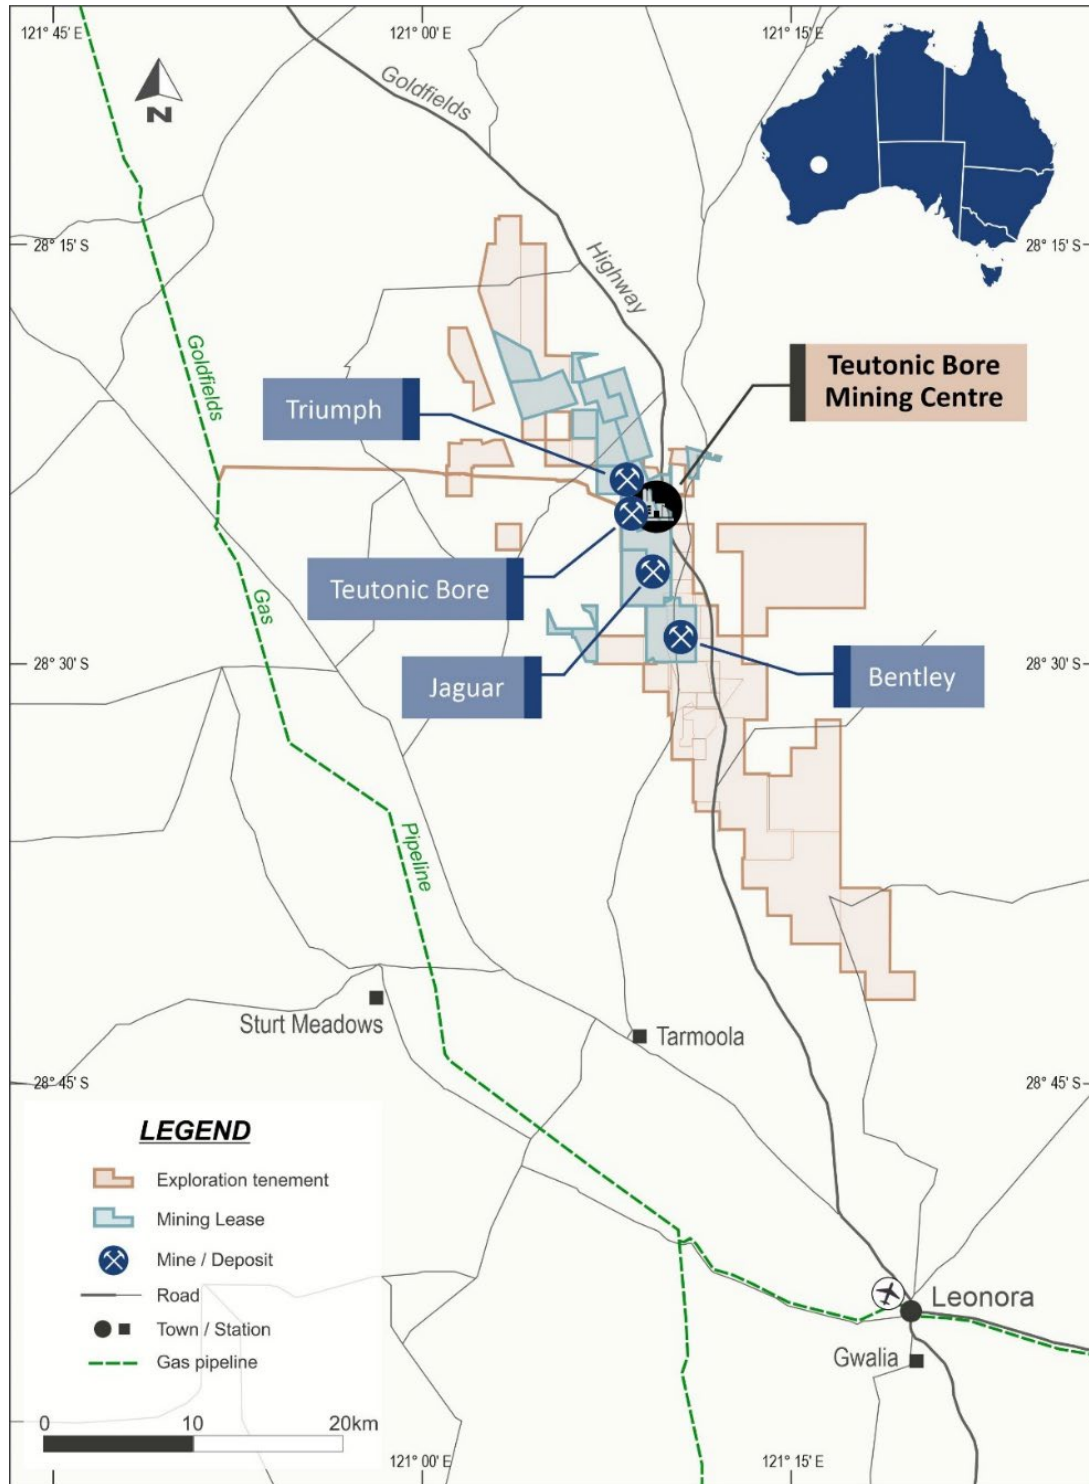 121° 45' E
121° 00' E
121° 15' E
N
Goldfields
Highway
28° 15' S
28° 15' S
Goldfields
Gas
Pipeline
Teutonic Bore
Mining Centre
Triumph
Teutonic Bore
Jaguar
Bentley
28° 30' S
28° 30' S
Sturt Meadows
Tarmoola
28° 45' S
28° 45' S
LEGEND
Exploration tenement
Mining Lease
Mine / Deposit
Road
Town / Station
Gas pipeline
0 10 20km
Leonora
Gwalia
121° 00' E
121° 15' E